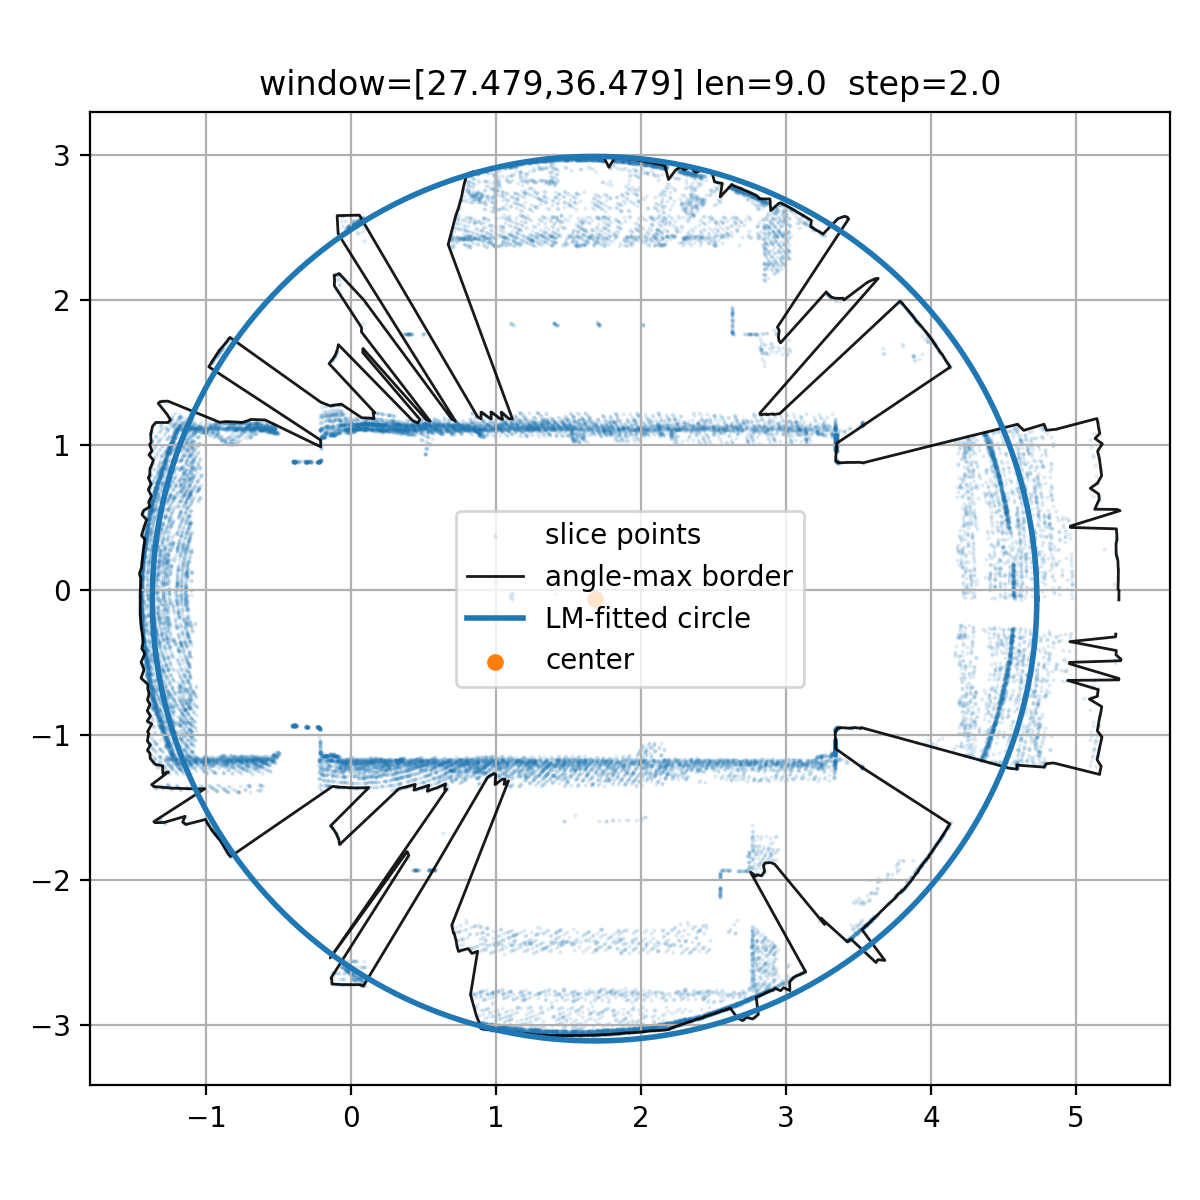 window=[27.479,36.479] len=9.0  step=2.0
3
2
1
0
−1
−2
−3
slice points
angle-max border
LM-fitted circle
center
−1
0
1
2
3
4
5